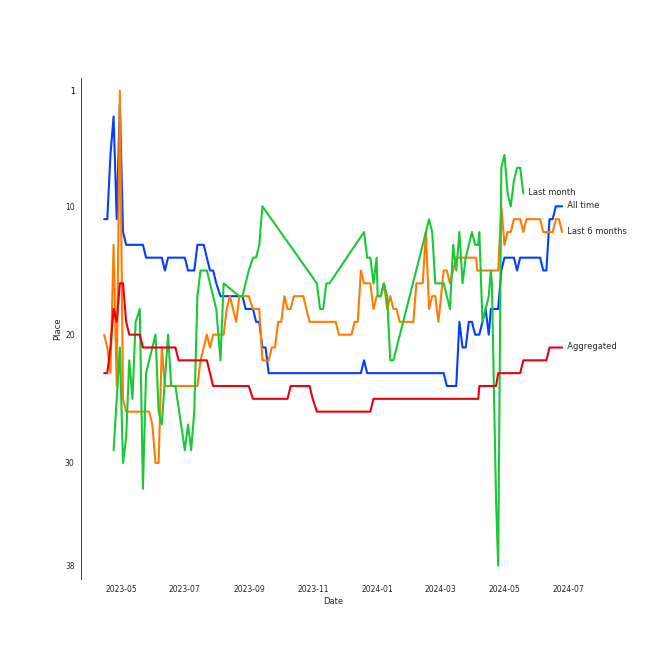 1
10
20
30
38
Place
Last month
All time
Last 6 months
Aggregated
2023-05 2023-07 2023-09 2023-11 2024-01 2024-03 2024-05 2024-07
Date